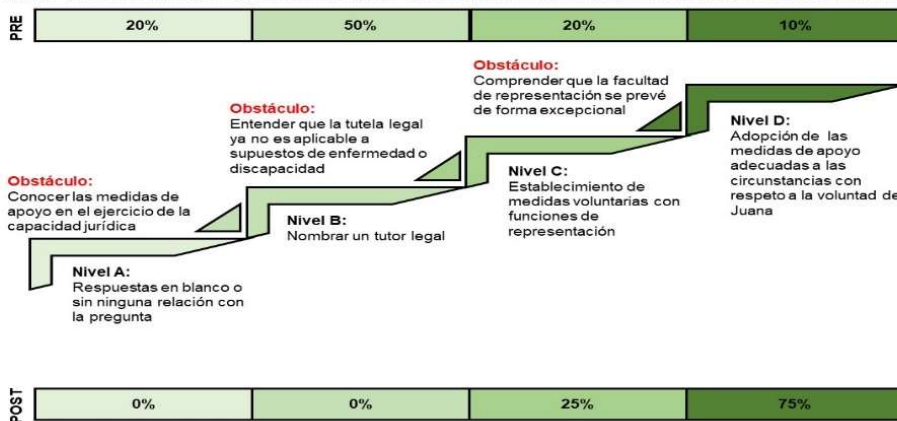 PRE
20% 50% 20% 10%
Obstáculo:
Conocer las medidas de
apoyo en el ejercicio de la
capacidad jurídica
Nivel A:
Respuestas en blanco o
sin ninguna relación con
la pregunta
Obstáculo:
Entender que la tutela legal
ya no es aplicable a
supuestos de enfermedad o
discapacidad
Nivel B:
Nombrar un tutor legal
Obstáculo:
Comprender que la facultad
de representación se prevé
de forma excepcional
Nivel C:
Establecimiento de
medidas voluntarias con
funciones de
representación
Nivel D:
Adopción de las
medidas de apoyo
adecuadas a las
circunstancias con
respeto a la voluntad de
Juana
POST
0% 0% 25% 75%